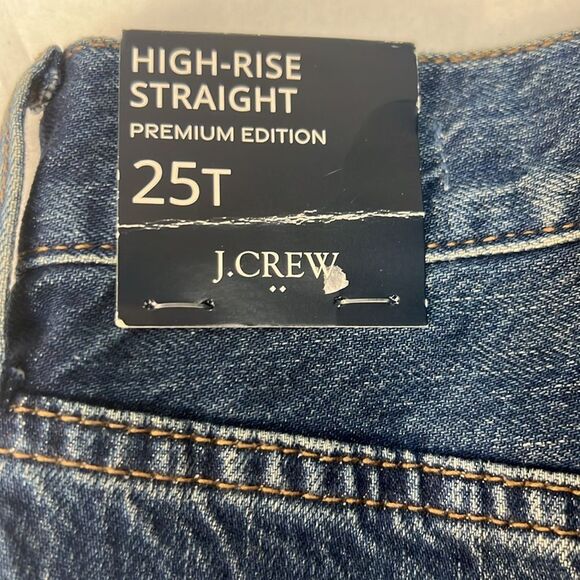 HIGH-RISE
STRAIGHT
PREMIUM EDITION
25T
J.CREW